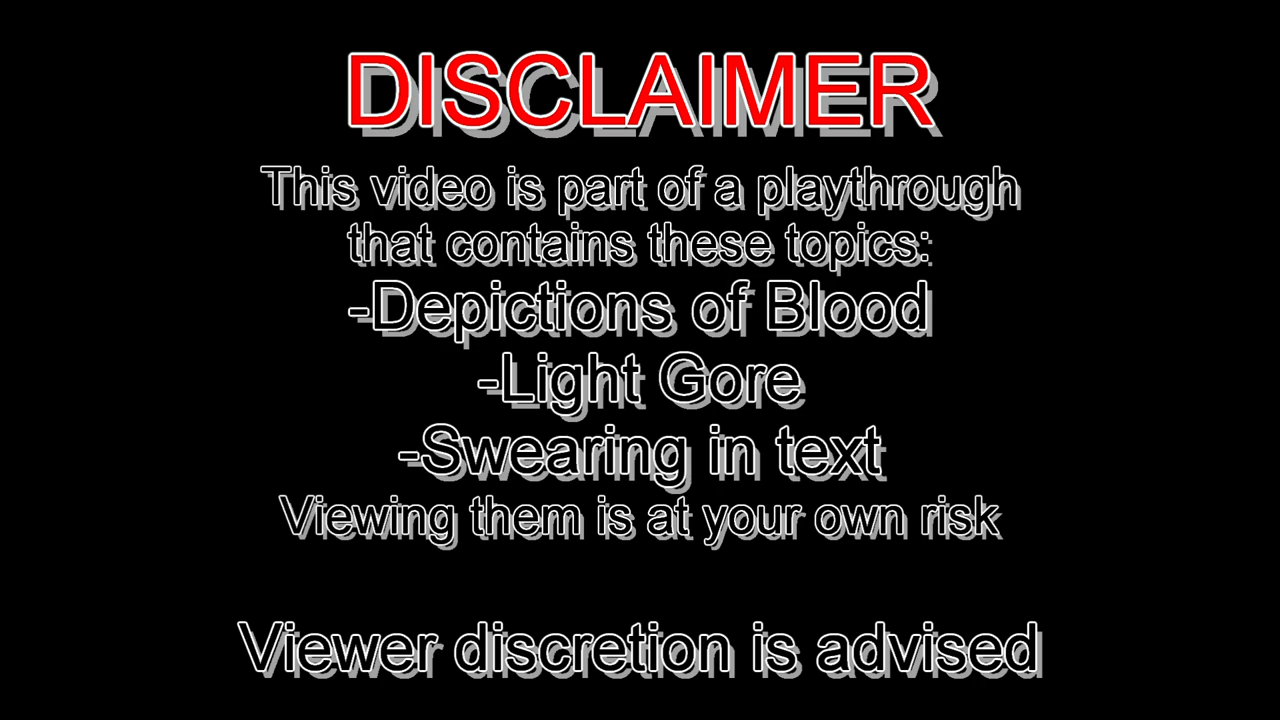 DISCLAIMER
This video is part of a playthrough
that contains these topics:
-Depictions of Blood
-Light Gore
-Swearing in text
Viewing them is at your own risk
Viewer discretion is advised